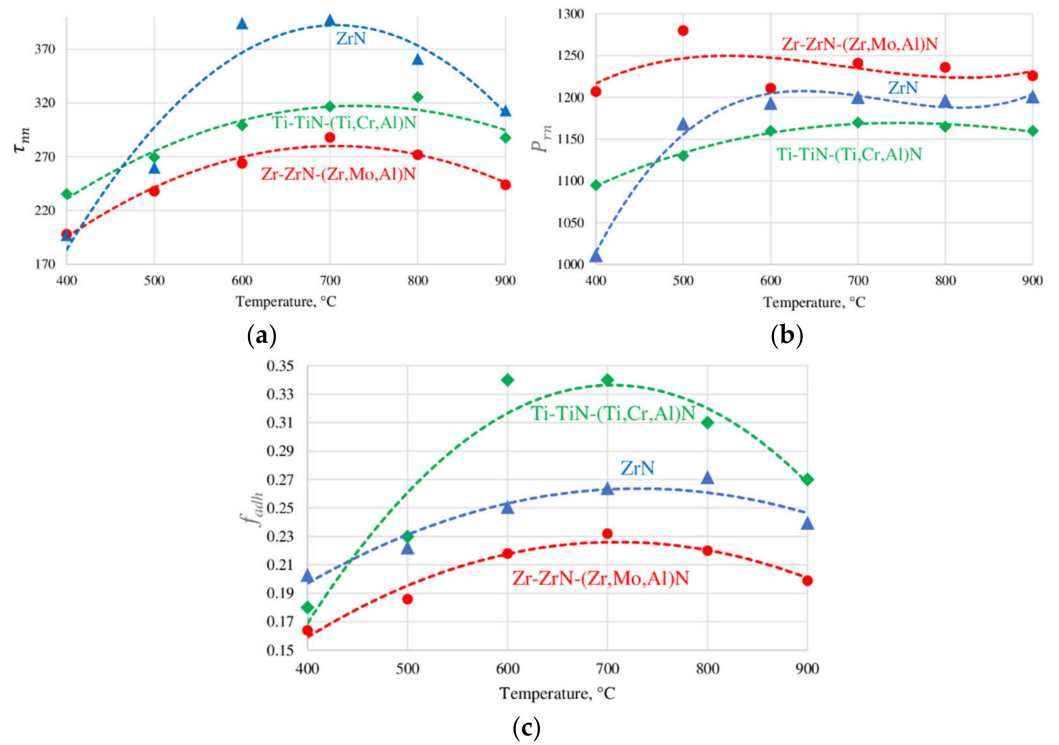 370
320
270
220
170
τnn
ZrN
Ti-TiN-(Ti,Cr,Al)N
Zr-ZrN-(Zr,Mo,Al)N
400 500 600 700 800 900
Temperature, °C
(a)
1300
1250
1200
1150
1100
1050
1000
Prn
Zr-ZrN-(Zr,Mo,Al)N
ZrN
Ti-TiN-(Ti,Cr,Al)N
400 500 600 700 800 900
Temperature, °C
(b)
0.35
0.33
0.31
0.29
0.27
0.25
0.23
0.21
0.19
0.17
0.15
fadh
Ti-TiN-(Ti,Cr,Al)N
ZrN
Zr-ZrN-(Zr,Mo,Al)N
400 500 600 700 800 900
Temperature, °C
(c)